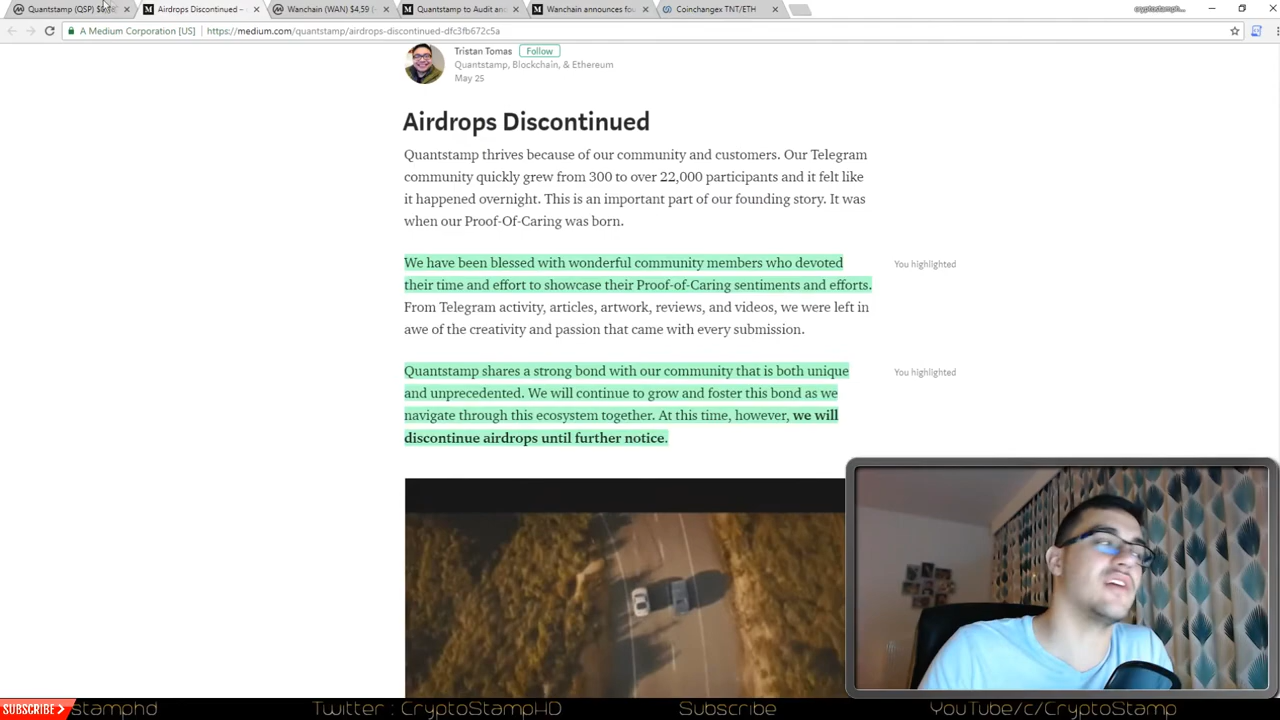 Quantstamp (QSP)
Airdrops Discontinued –
Wanchain (WAN) $4,59 (
Quantstamp to Audit an
Wanchain announces fo
Coinchangex TNT/ETH
A Medium Corporation [US]
https://medium.com/quantstamp/airdrops-discontinued-dfc3fb672c5a
Tristan Tomas Follow
Quantstamp, Blockchain, & Ethereum
May 25
Airdrops Discontinued
Quantstamp thrives because of our community and customers. Our Telegram
community quickly grew from 300 to over 22,000 participants and it felt like
it happened overnight. This is an important part of our founding story. It was
when our Proof-Of-Caring was born.
We have been blessed with wonderful community members who devoted
You highlighted
their time and effort to showcase their Proof-of-Caring sentiments and efforts.
From Telegram activity, articles, artwork, reviews, and videos, we were left in
awe of the creativity and passion that came with every submission.
Quantstamp shares a strong bond with our community that is both unique
You highlighted
and unprecedented. We will continue to grow and foster this bond as we
navigate through this ecosystem together. At this time, however, we will
discontinue airdrops until further notice.
SUBSCRIBE
stamphd
Twitter : CryptoStampHD
Subscribe
YouTube/c/CryptoStamp